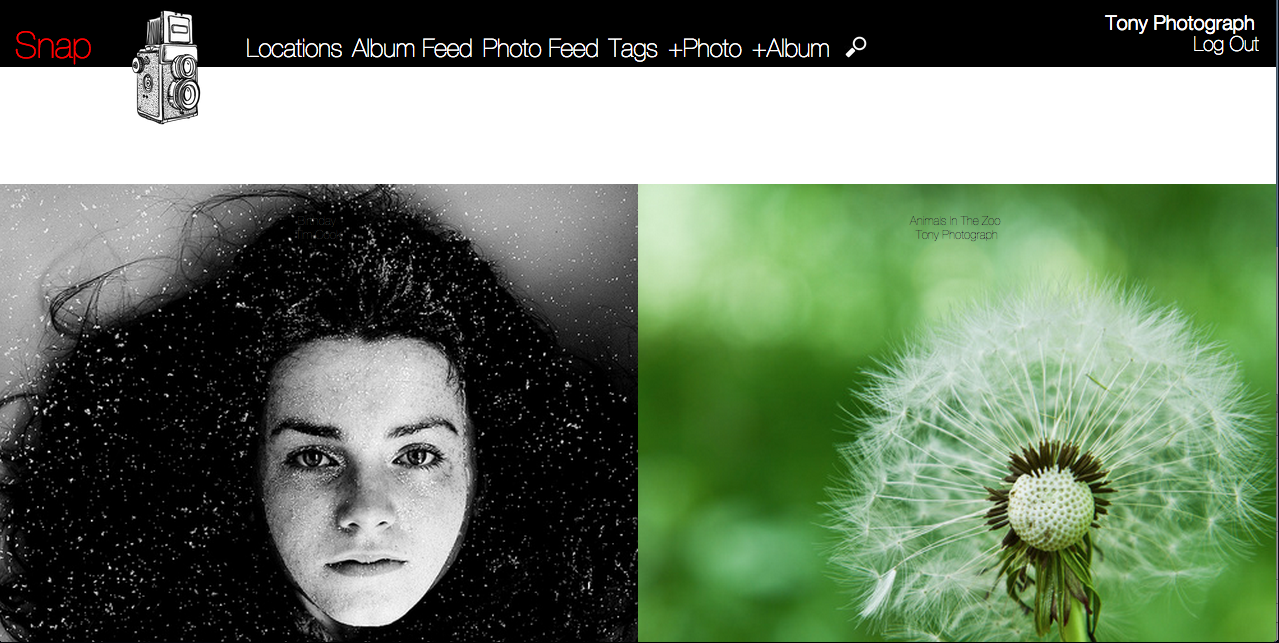 Snap
Locations Album Feed Photo Feed Tags +Photo +Album
Tony Photograph
Log Out
Animals In The Zoo
Tony Photograph